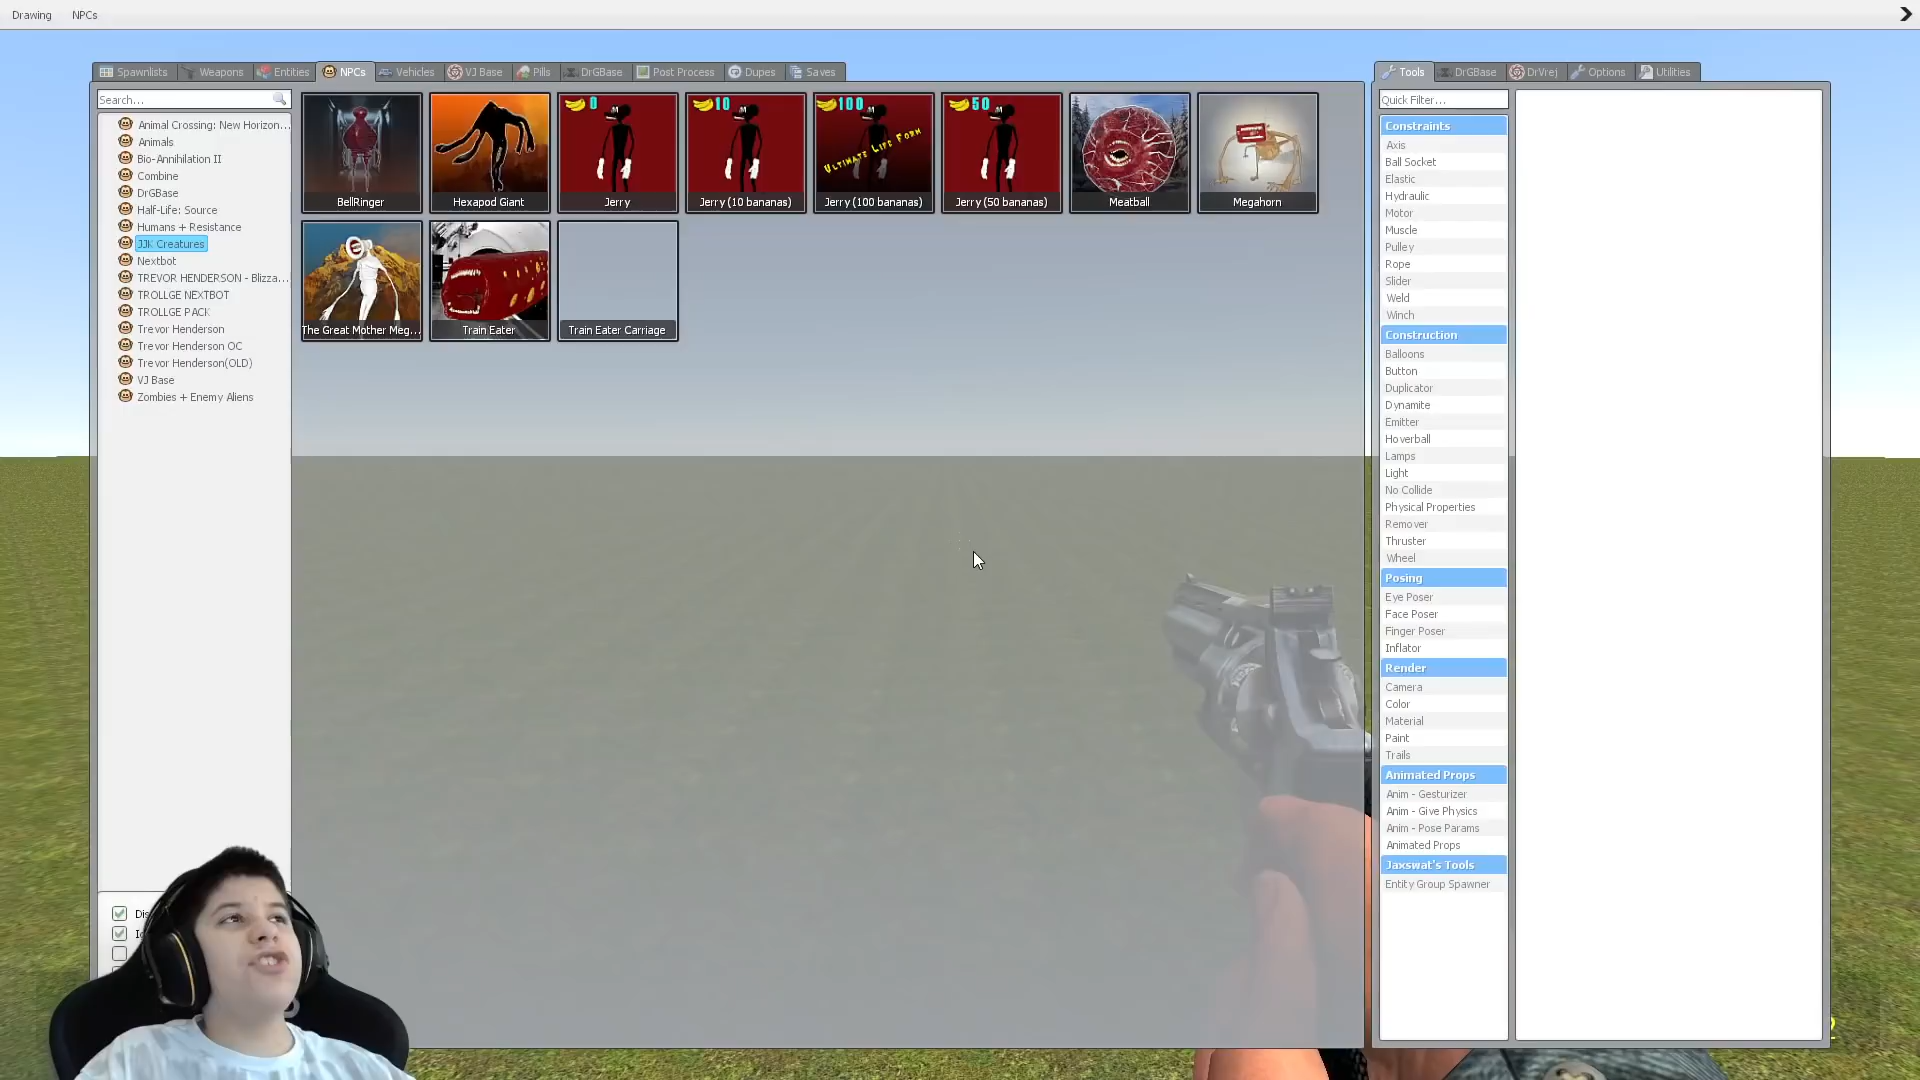 Drawing NPCs
Spawnlists Weapons Entities NPCs Vehicles VJ Base Pills DrGBase Post Process Dupes Saves
Search...
Animal Crossing: New Horizon...
Animals
Bio-Annihilation II
Combine
DrGBase
Half-Life: Source
Humans + Resistance
JJK Creatures
Nextbot
TREVOR HENDERSON - Blizza...
TROLLGE NEXTBOT
TROLLGE PACK
Trevor Henderson
Trevor Henderson OC
Trevor Henderson(OLD)
VJ Base
Zombies + Enemy Aliens
0 10 100 50
ULTIMATE LIFE FORM
BellRinger Hexapod Giant Jerry Jerry (10 bananas) Jerry (100 bananas) Jerry (50 bananas) Meatball Megahorn
The Great Mother Meg... Train Eater Train Eater Carriage
Tools DrGBase DrVrej Options Utilities
Quick Filter...
Constraints
Axis
Ball Socket
Elastic
Hydraulic
Motor
Muscle
Pulley
Rope
Slider
Weld
Winch
Construction
Balloons
Button
Duplicator
Dynamite
Emitter
Hoverball
Lamps
Light
No Collide
Physical Properties
Remover
Thruster
Wheel
Posing
Eye Poser
Face Poser
Finger Poser
Inflator
Render
Camera
Color
Material
Paint
Trails
Animated Props
Anim - Gesturizer
Anim - Give Physics
Anim - Pose Params
Animated Props
Jaxswat's Tools
Entity Group Spawner